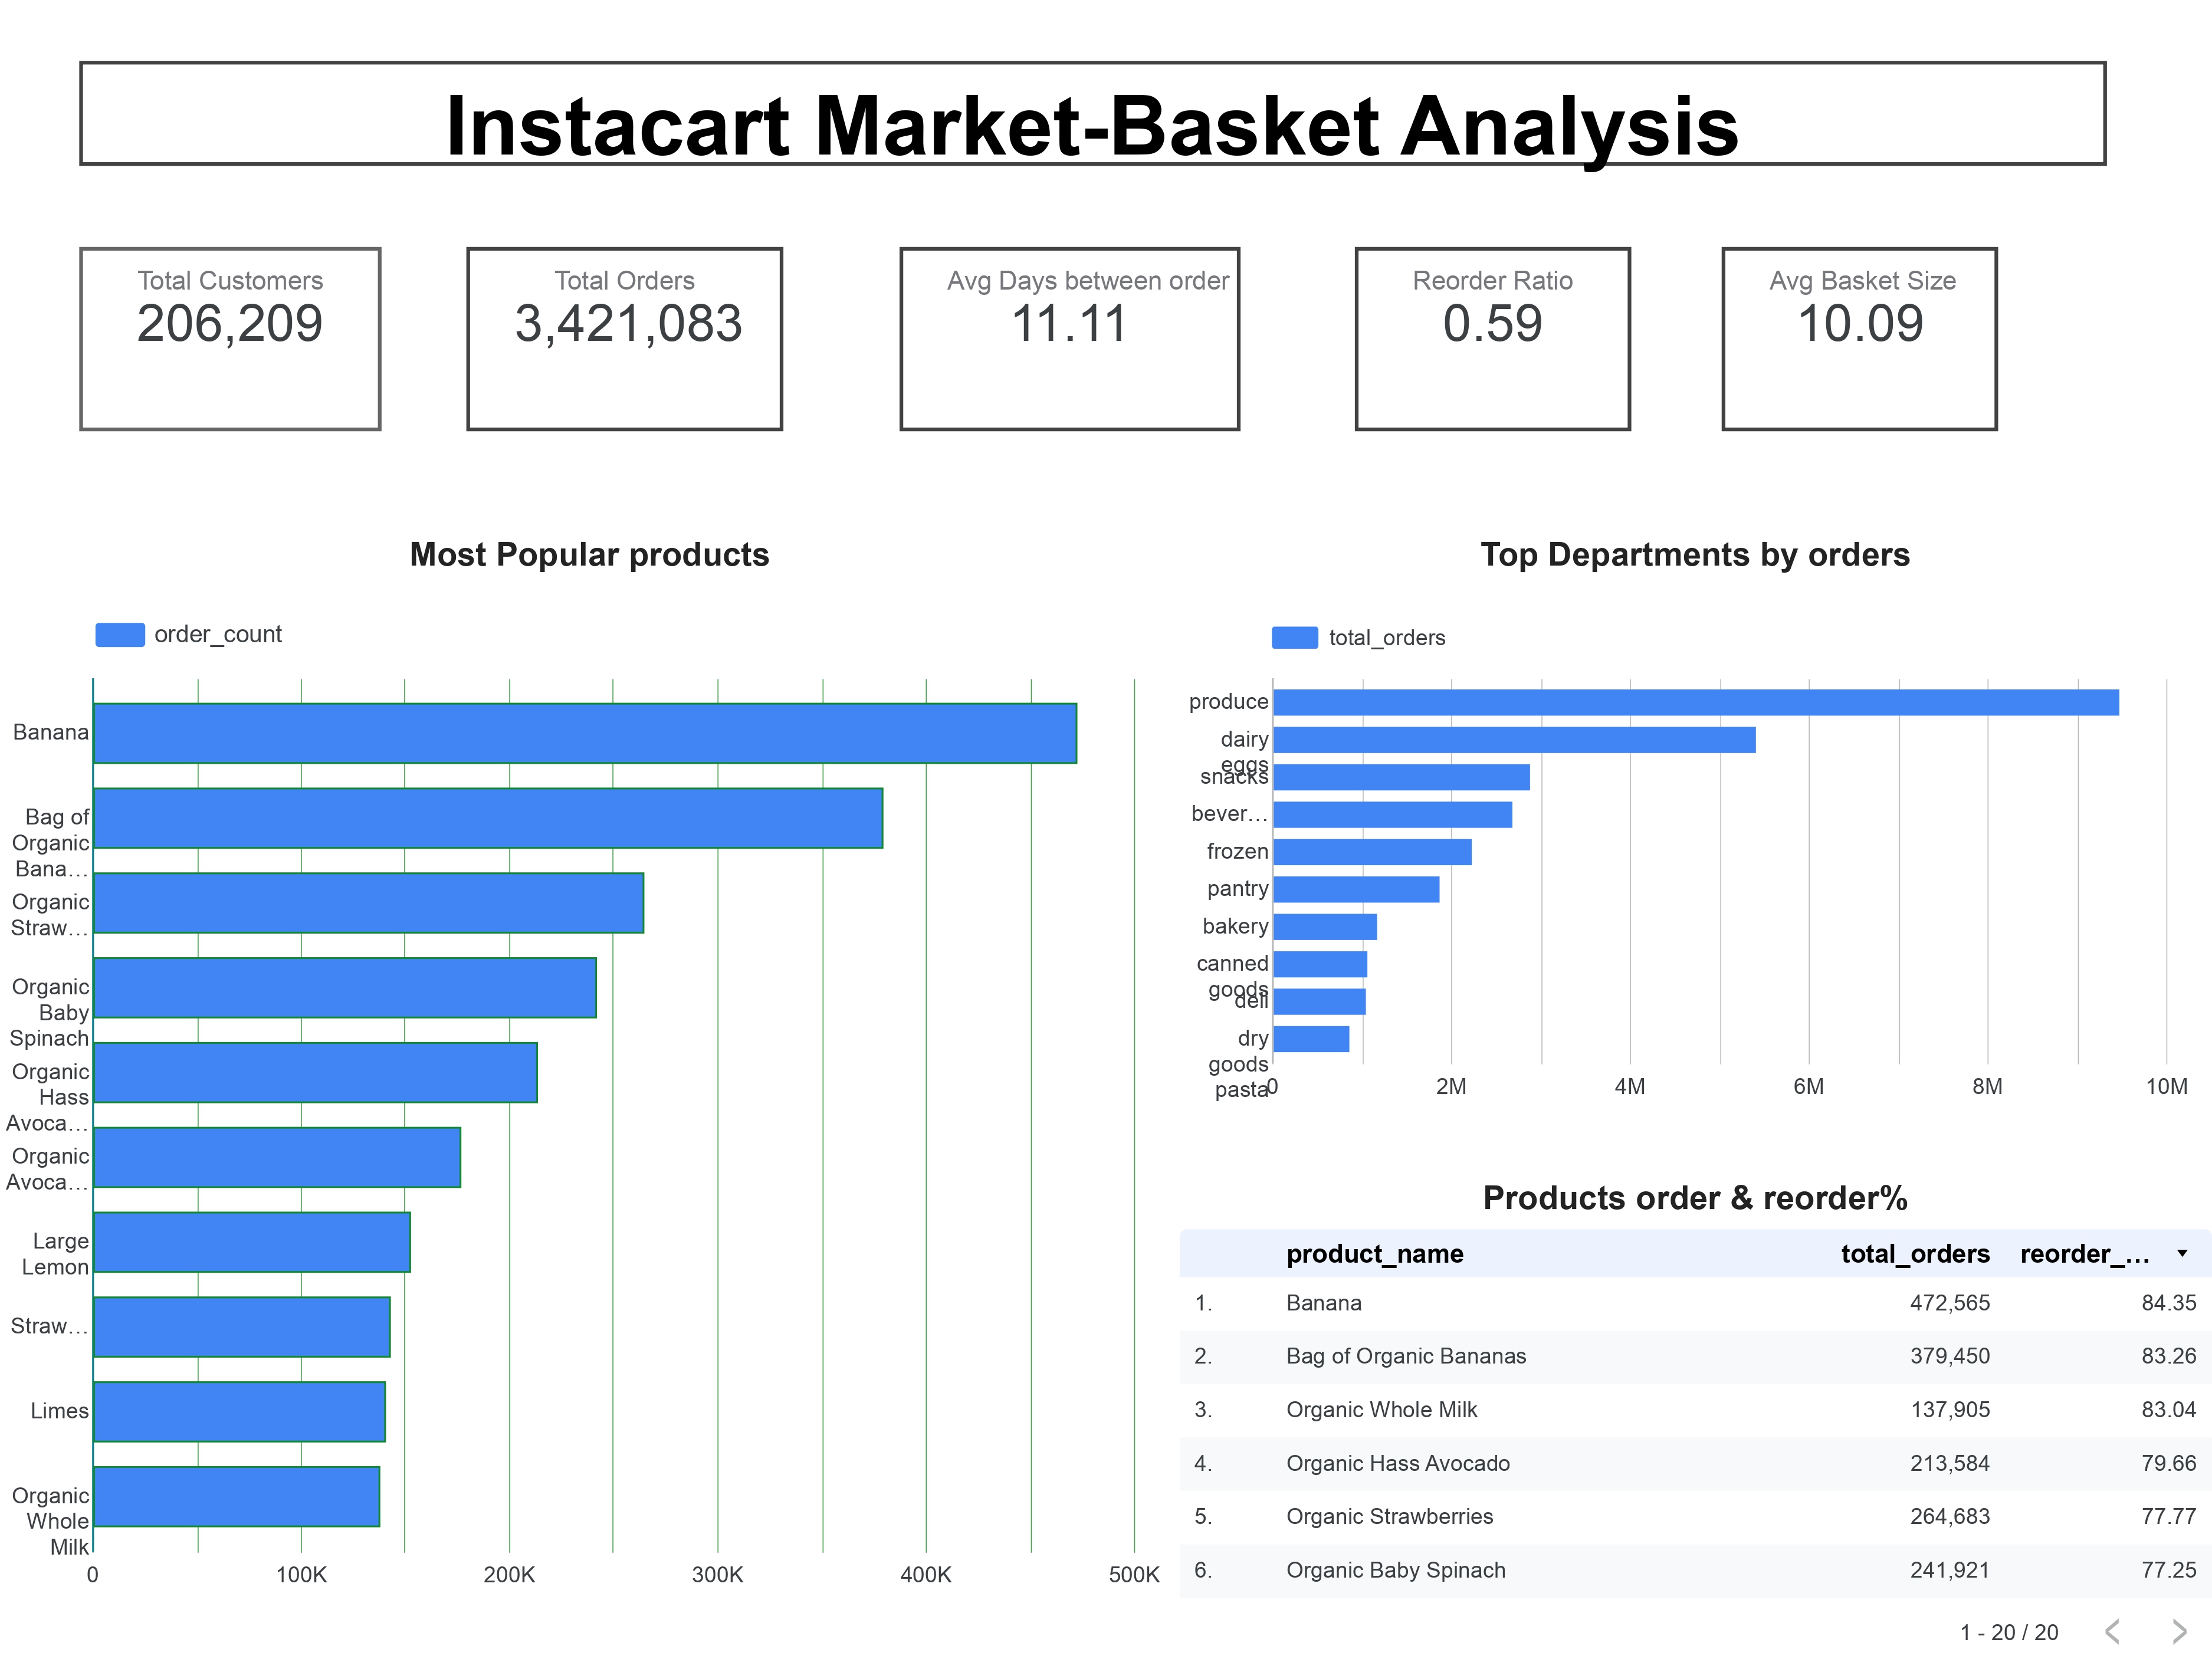 Instacart Market-Basket Analysis
Total Customers
206,209
Total Orders
3,421,083
Avg Days between order
11.11
Reorder Ratio
0.59
Avg Basket Size
10.09
Most Popular products
order_count
Banana
Bag of
Organic
Bana…
Organic
Straw…
Organic
Baby
Spinach
Organic
Hass
Avoca…
Organic
Avoca…
Large
Lemon
Straw…
Limes
Organic
Whole
Milk
0 100K 200K 300K 400K 500K
Top Departments by orders
total_orders
produce
dairy
eggs
snacks
bever…
frozen
pantry
bakery
canned
goods
deli
dry
goods
pasta
0 2M 4M 6M 8M 10M
Products order & reorder%
product_name total_orders reorder_…
1. Banana 472,565 84.35
2. Bag of Organic Bananas 379,450 83.26
3. Organic Whole Milk 137,905 83.04
4. Organic Hass Avocado 213,584 79.66
5. Organic Strawberries 264,683 77.77
6. Organic Baby Spinach 241,921 77.25
1 - 20 / 20